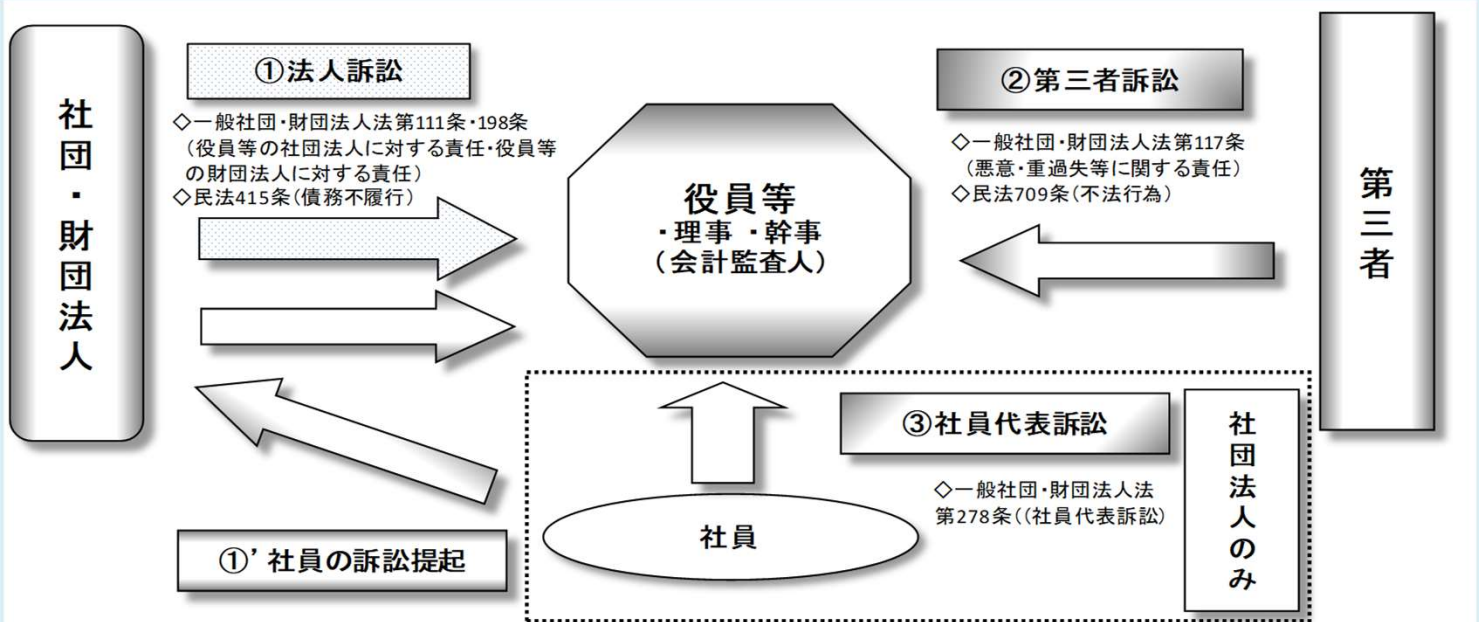 社団・財団法人
①法人訴訟
◇一般社団・財団法人法第111条・198条
（役員等の社団法人に対する責任・役員等
の財団法人に対する責任）
◇民法415条（債務不履行）
役員等
・理事 ・幹事
（会計監査人）
②第三者訴訟
◇一般社団・財団法人法第117条
（悪意・重過失等に関する責任）
◇民法709条（不法行為）
第三者
①’社員の訴訟提起
社員
③社員代表訴訟
◇一般社団・財団法人法
第278条（（社員代表訴訟）
社団法人のみ